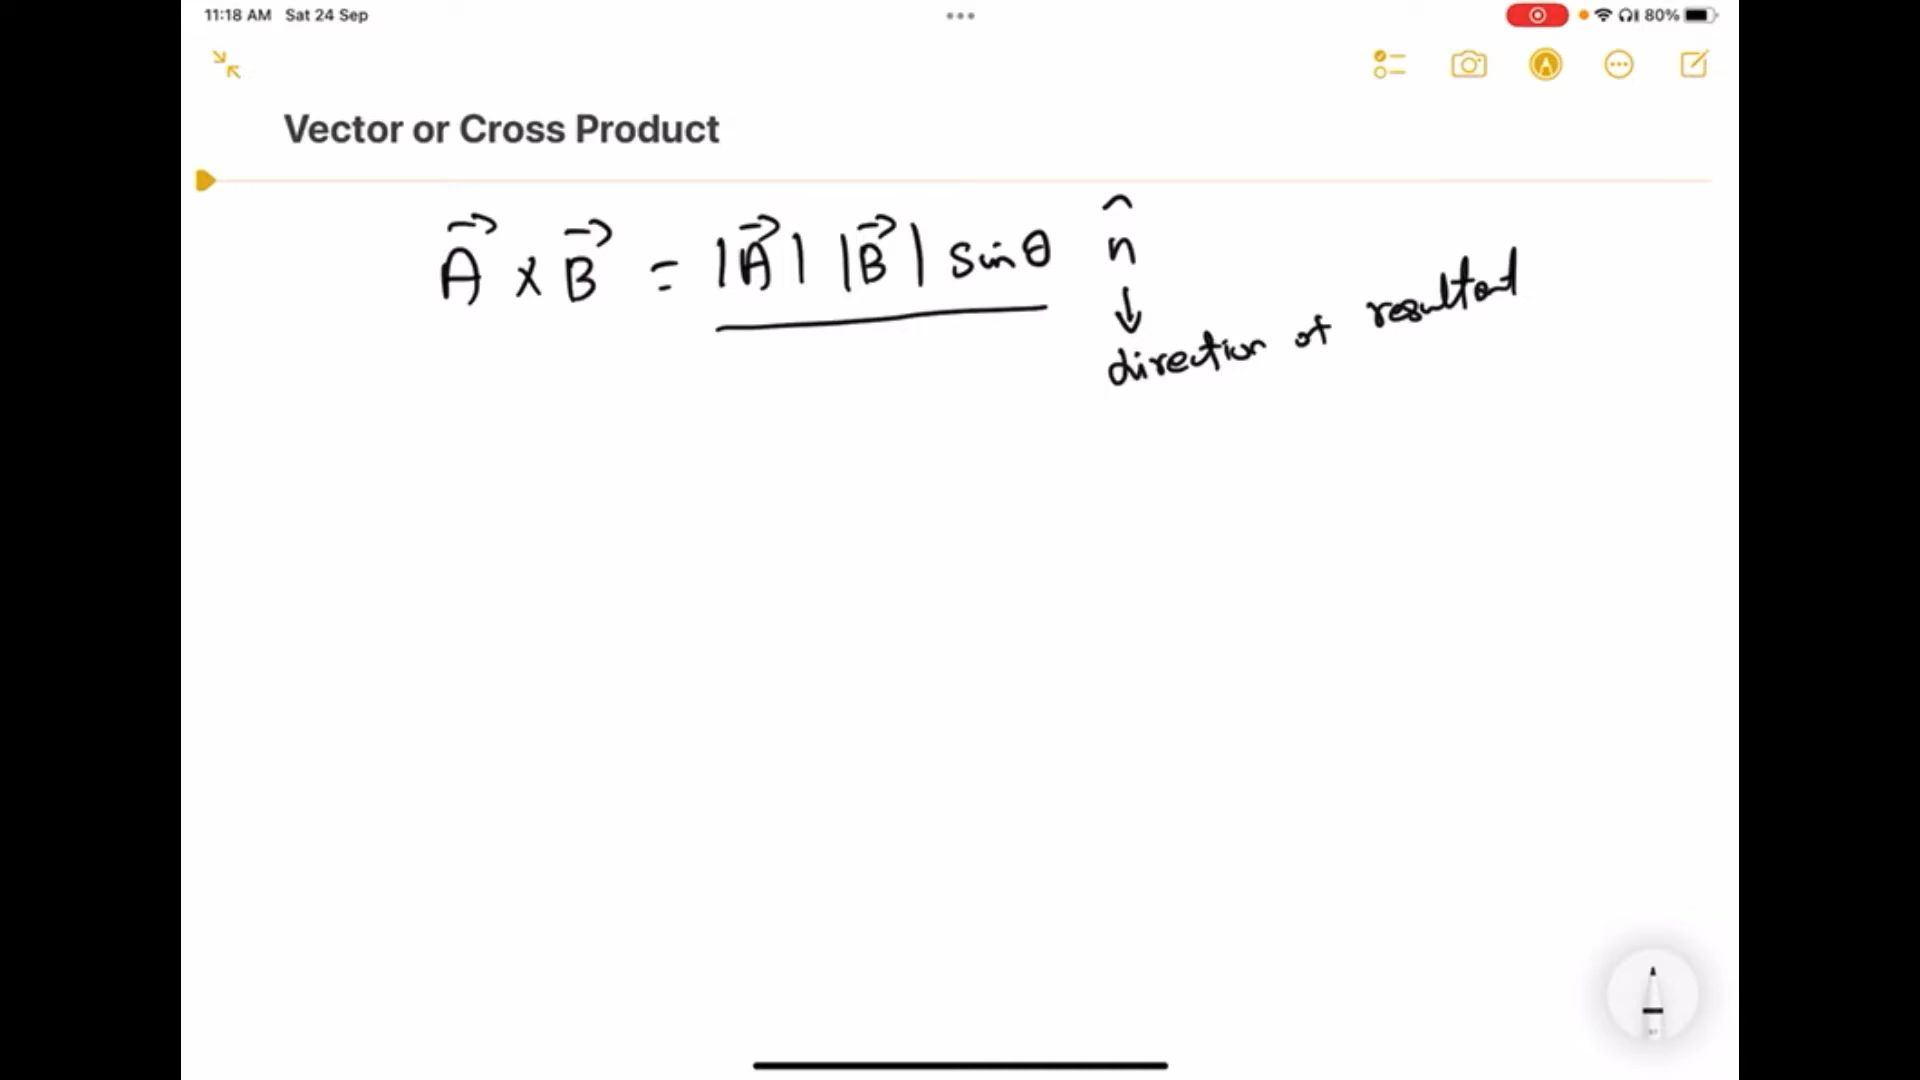 11:18 AM Sat 24 Sep
80%
Vector or Cross Product
A⃗ × B⃗ = |A⃗| |B⃗| sinθ n̂
↓
direction of resultant